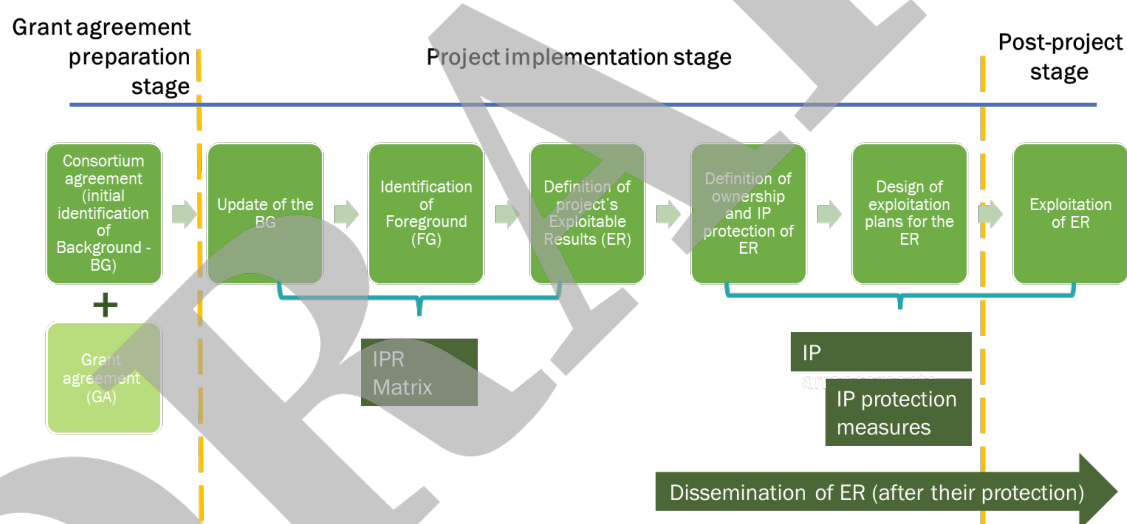 Grant agreement
preparation
stage
Project implementation stage
Post-project
stage
Consortium
agreement
(initial
identification
of
Background -
BG)
Update of the
BG
Identification
of
Foreground
(FG)
Definition of
project's
Exploitable
Results (ER)
Definition of
ownership
and IP
protection of
ER
Design of
exploitation
plans for the
ER
Exploitation
of ER
+
Grant
agreement
(GA)
IPR
Matrix
IP
IP protection
measures
Dissemination of ER (after their protection)